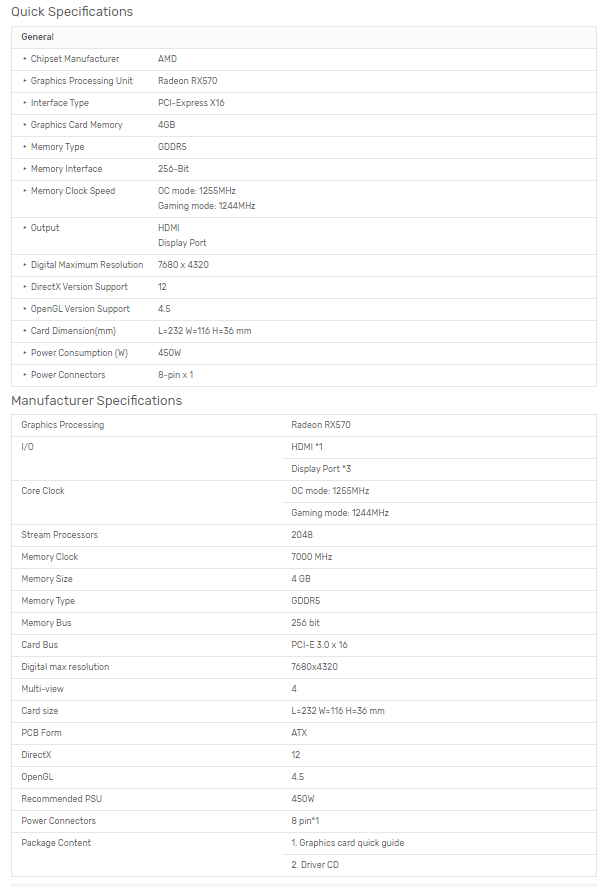 Quick Specifications
General
‣ Chipset Manufacturer AMD
‣ Graphics Processing Unit Radeon RX570
‣ Interface Type PCI-Express X16
‣ Graphics Card Memory 4GB
‣ Memory Type GDDR5
‣ Memory Interface 256-Bit
‣ Memory Clock Speed OC mode: 1255MHz
Gaming mode: 1244MHz
‣ Output HDMI
Display Port
‣ Digital Maximum Resolution 7680 x 4320
‣ DirectX Version Support 12
‣ OpenGL Version Support 4.5
‣ Card Dimension(mm) L=232 W=116 H=36 mm
‣ Power Consumption (W) 450W
‣ Power Connectors 8-pin x 1
Manufacturer Specifications
Graphics Processing Radeon RX570
I/O HDMI *1
Display Port *3
Core Clock OC mode: 1255MHz
Gaming mode: 1244MHz
Stream Processors 2048
Memory Clock 7000 MHz
Memory Size 4 GB
Memory Type GDDR5
Memory Bus 256 bit
Card Bus PCI-E 3.0 x 16
Digital max resolution 7680x4320
Multi-view 4
Card size L=232 W=116 H=36 mm
PCB Form ATX
DirectX 12
OpenGL 4.5
Recommended PSU 450W
Power Connectors 8 pin*1
Package Content 1. Graphics card quick guide
2. Driver CD